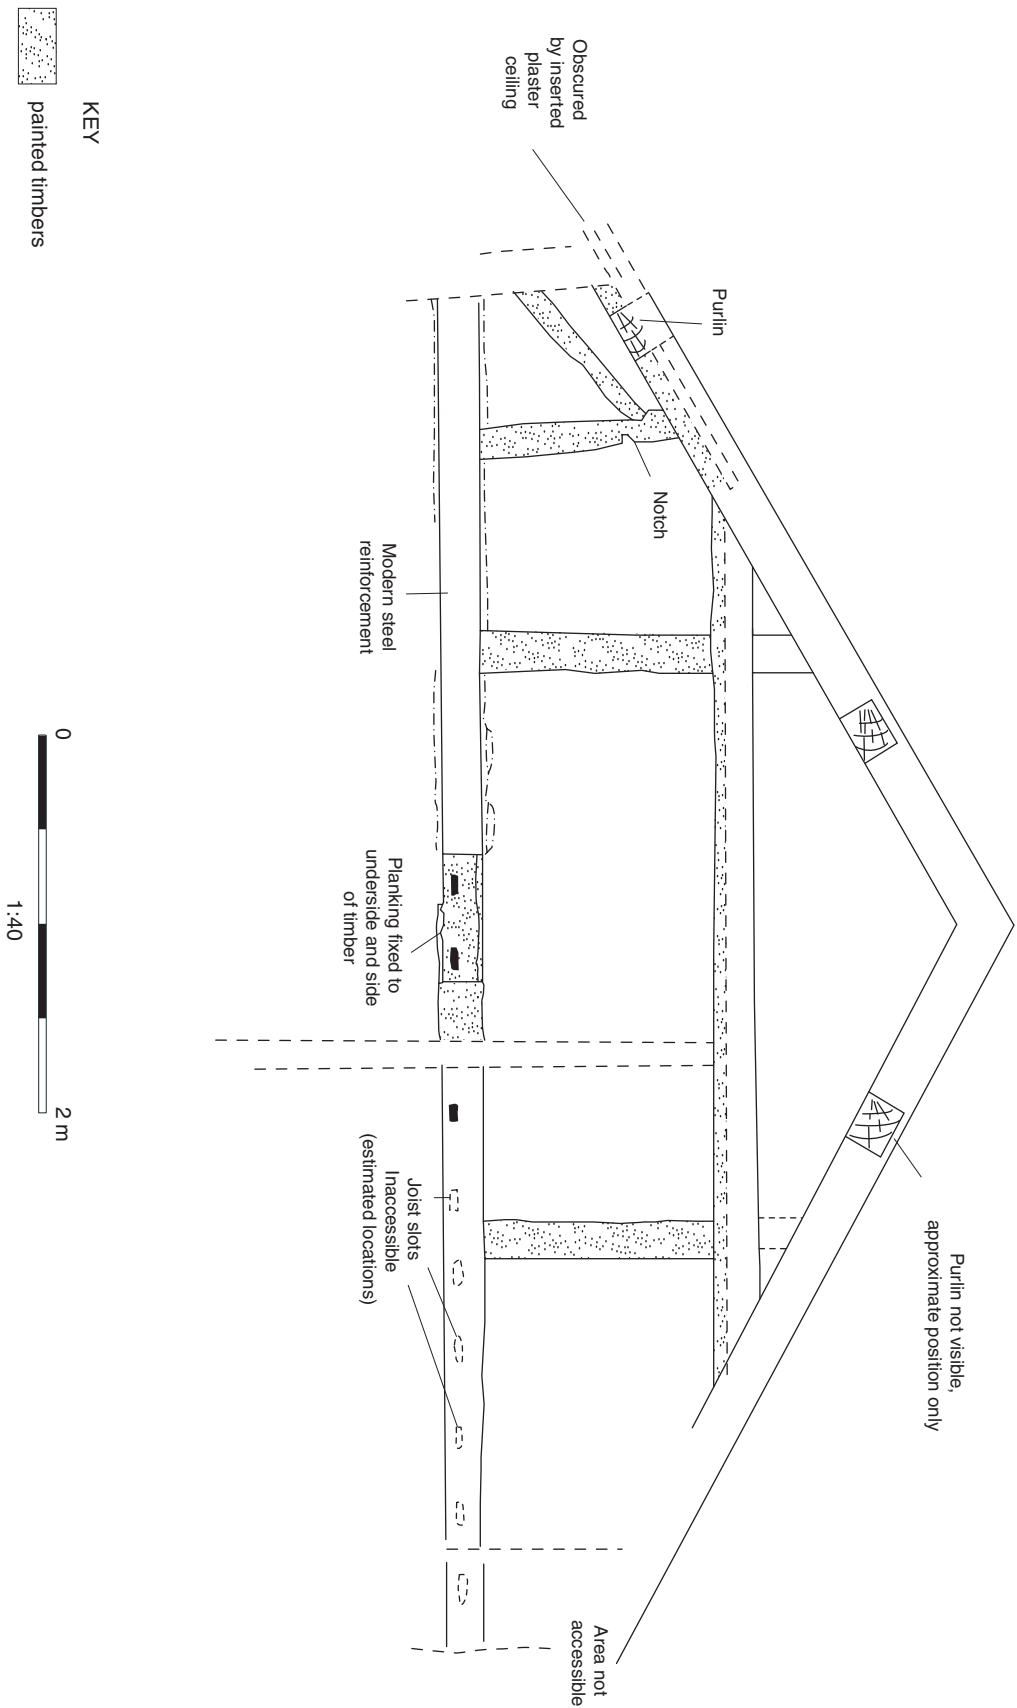 Purlin not visible,
approximate position only
Purlin
Obscured
by inserted
plaster
ceiling
Notch
Area not
accessible
Modern steel
reinforcement
Planking fixed to
underside and side
of timber
Joist slots
Inaccessible
(estimated locations)
KEY
painted timbers
0
2 m
1:40